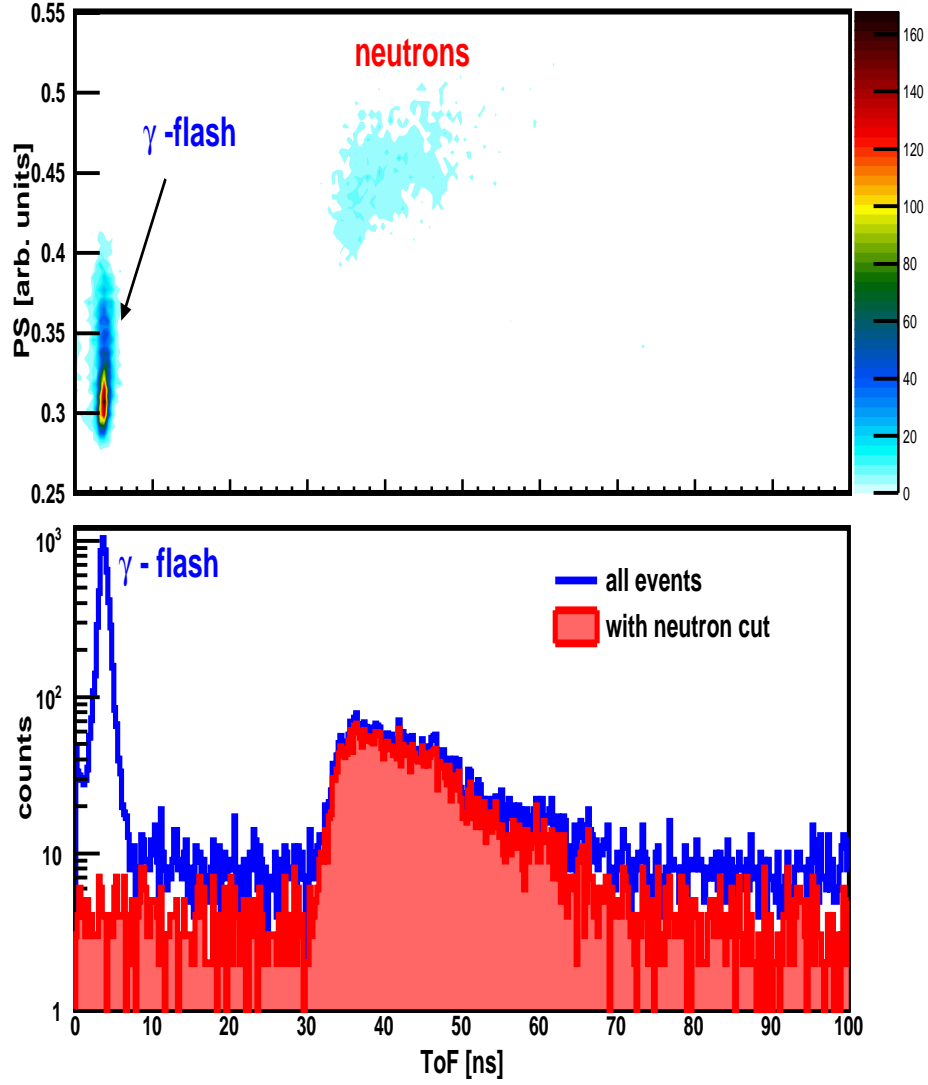 0.55
160
neutrons
0.5
140
γ -flash
120
0.45
100
0.4
80
0.35
60
40
0.3
20
0.25
0
PS [arb. units]
10³
γ - flash
all events
with neutron cut
10²
10
1
counts
0 10 20 30 40 50 60 70 80 90 100
ToF [ns]